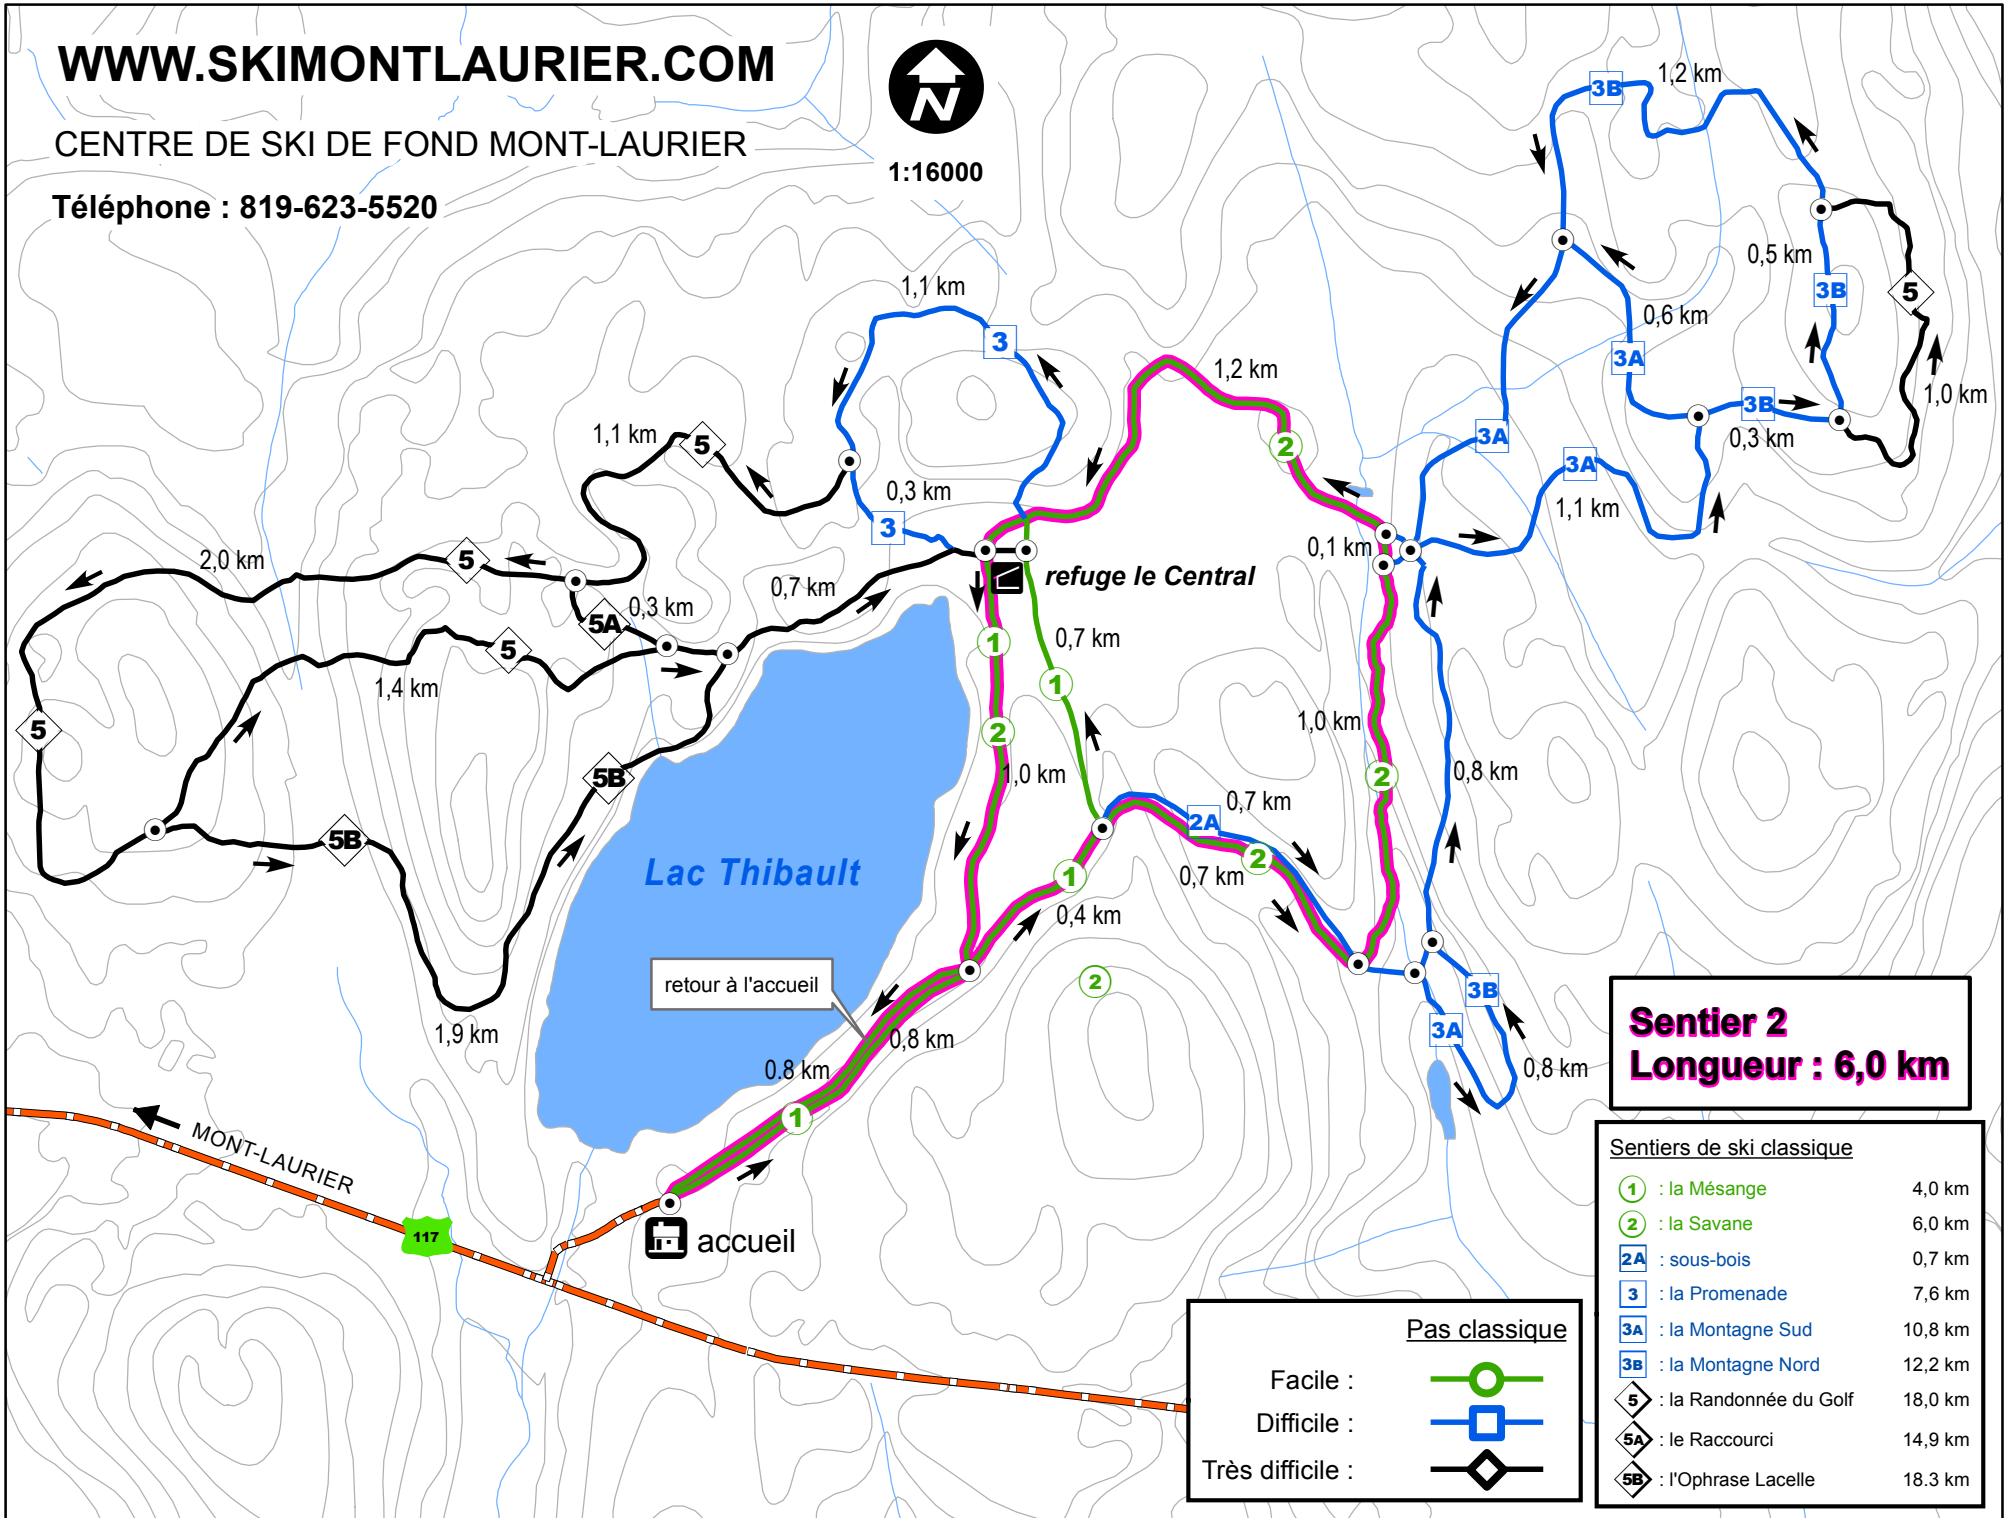 WWW.SKIMONTLAURIER.COM
CENTRE DE SKI DE FOND MONT-LAURIER
Téléphone : 819-623-5520
N
1:16000
3B
1,2 km
0,5 km
3B
5
0,6 km
3A
1,0 km
3B
0,3 km
3A
3A
1,1 km
1,1 km
3
1,2 km
2
1,1 km
5
0,3 km
3
0,1 km
2,0 km
5
0,7 km
refuge le Central
5A
0,3 km
5
1,4 km
1
0,7 km
1
2
1,0 km
5
5B
1,0 km
2
0,8 km
5B
2A
0,7 km
2
0,7 km
Lac Thibault
1
0,4 km
2
retour à l'accueil
3B
3A
1,9 km
0,8 km
0.8 km
0,8 km
1
MONT-LAURIER
117
accueil
Sentier 2
Longueur : 6,0 km
Sentiers de ski classique
1 : la Mésange 4,0 km
2 : la Savane 6,0 km
2A : sous-bois 0,7 km
3 : la Promenade 7,6 km
3A : la Montagne Sud 10,8 km
3B : la Montagne Nord 12,2 km
5 : la Randonnée du Golf 18,0 km
5A : le Raccourci 14,9 km
5B : l'Ophrase Lacelle 18.3 km
Pas classique
Facile :
Difficile :
Très difficile :